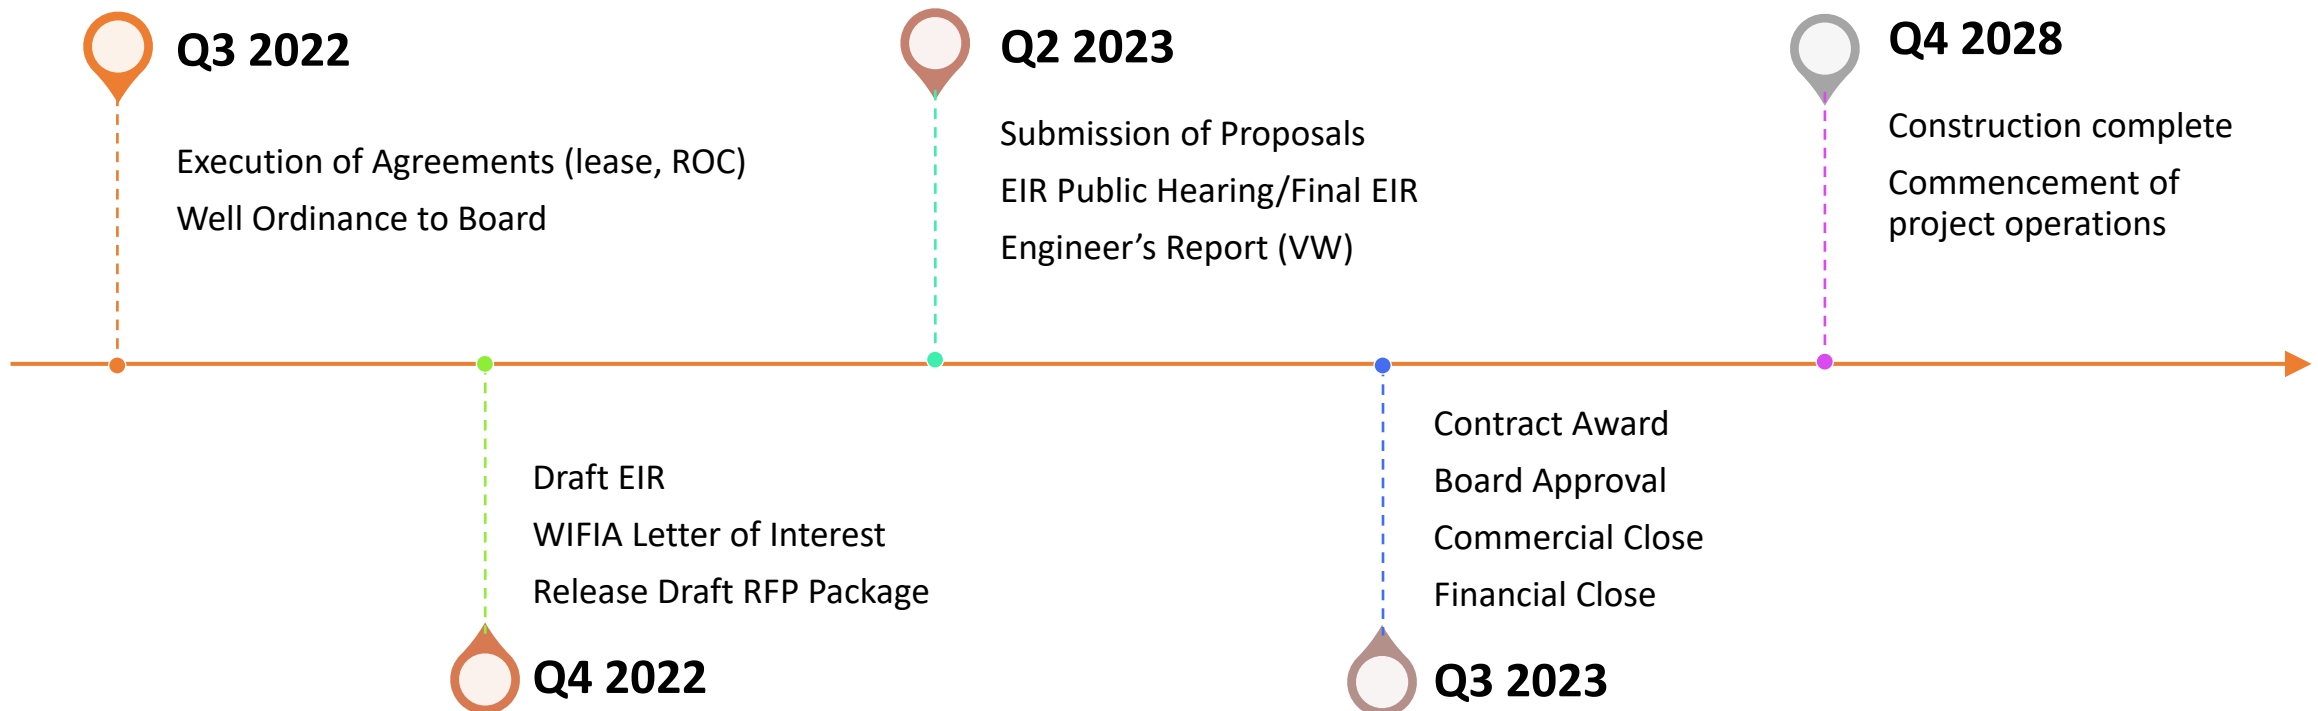 Q3 2022
Execution of Agreements (lease, ROC)
Well Ordinance to Board
Draft EIR
WIFIA Letter of Interest
Release Draft RFP Package
Q4 2022
Q2 2023
Submission of Proposals
EIR Public Hearing/Final EIR
Engineer’s Report (VW)
Contract Award
Board Approval
Commercial Close
Financial Close
Q3 2023
Q4 2028
Construction complete
Commencement of
project operations